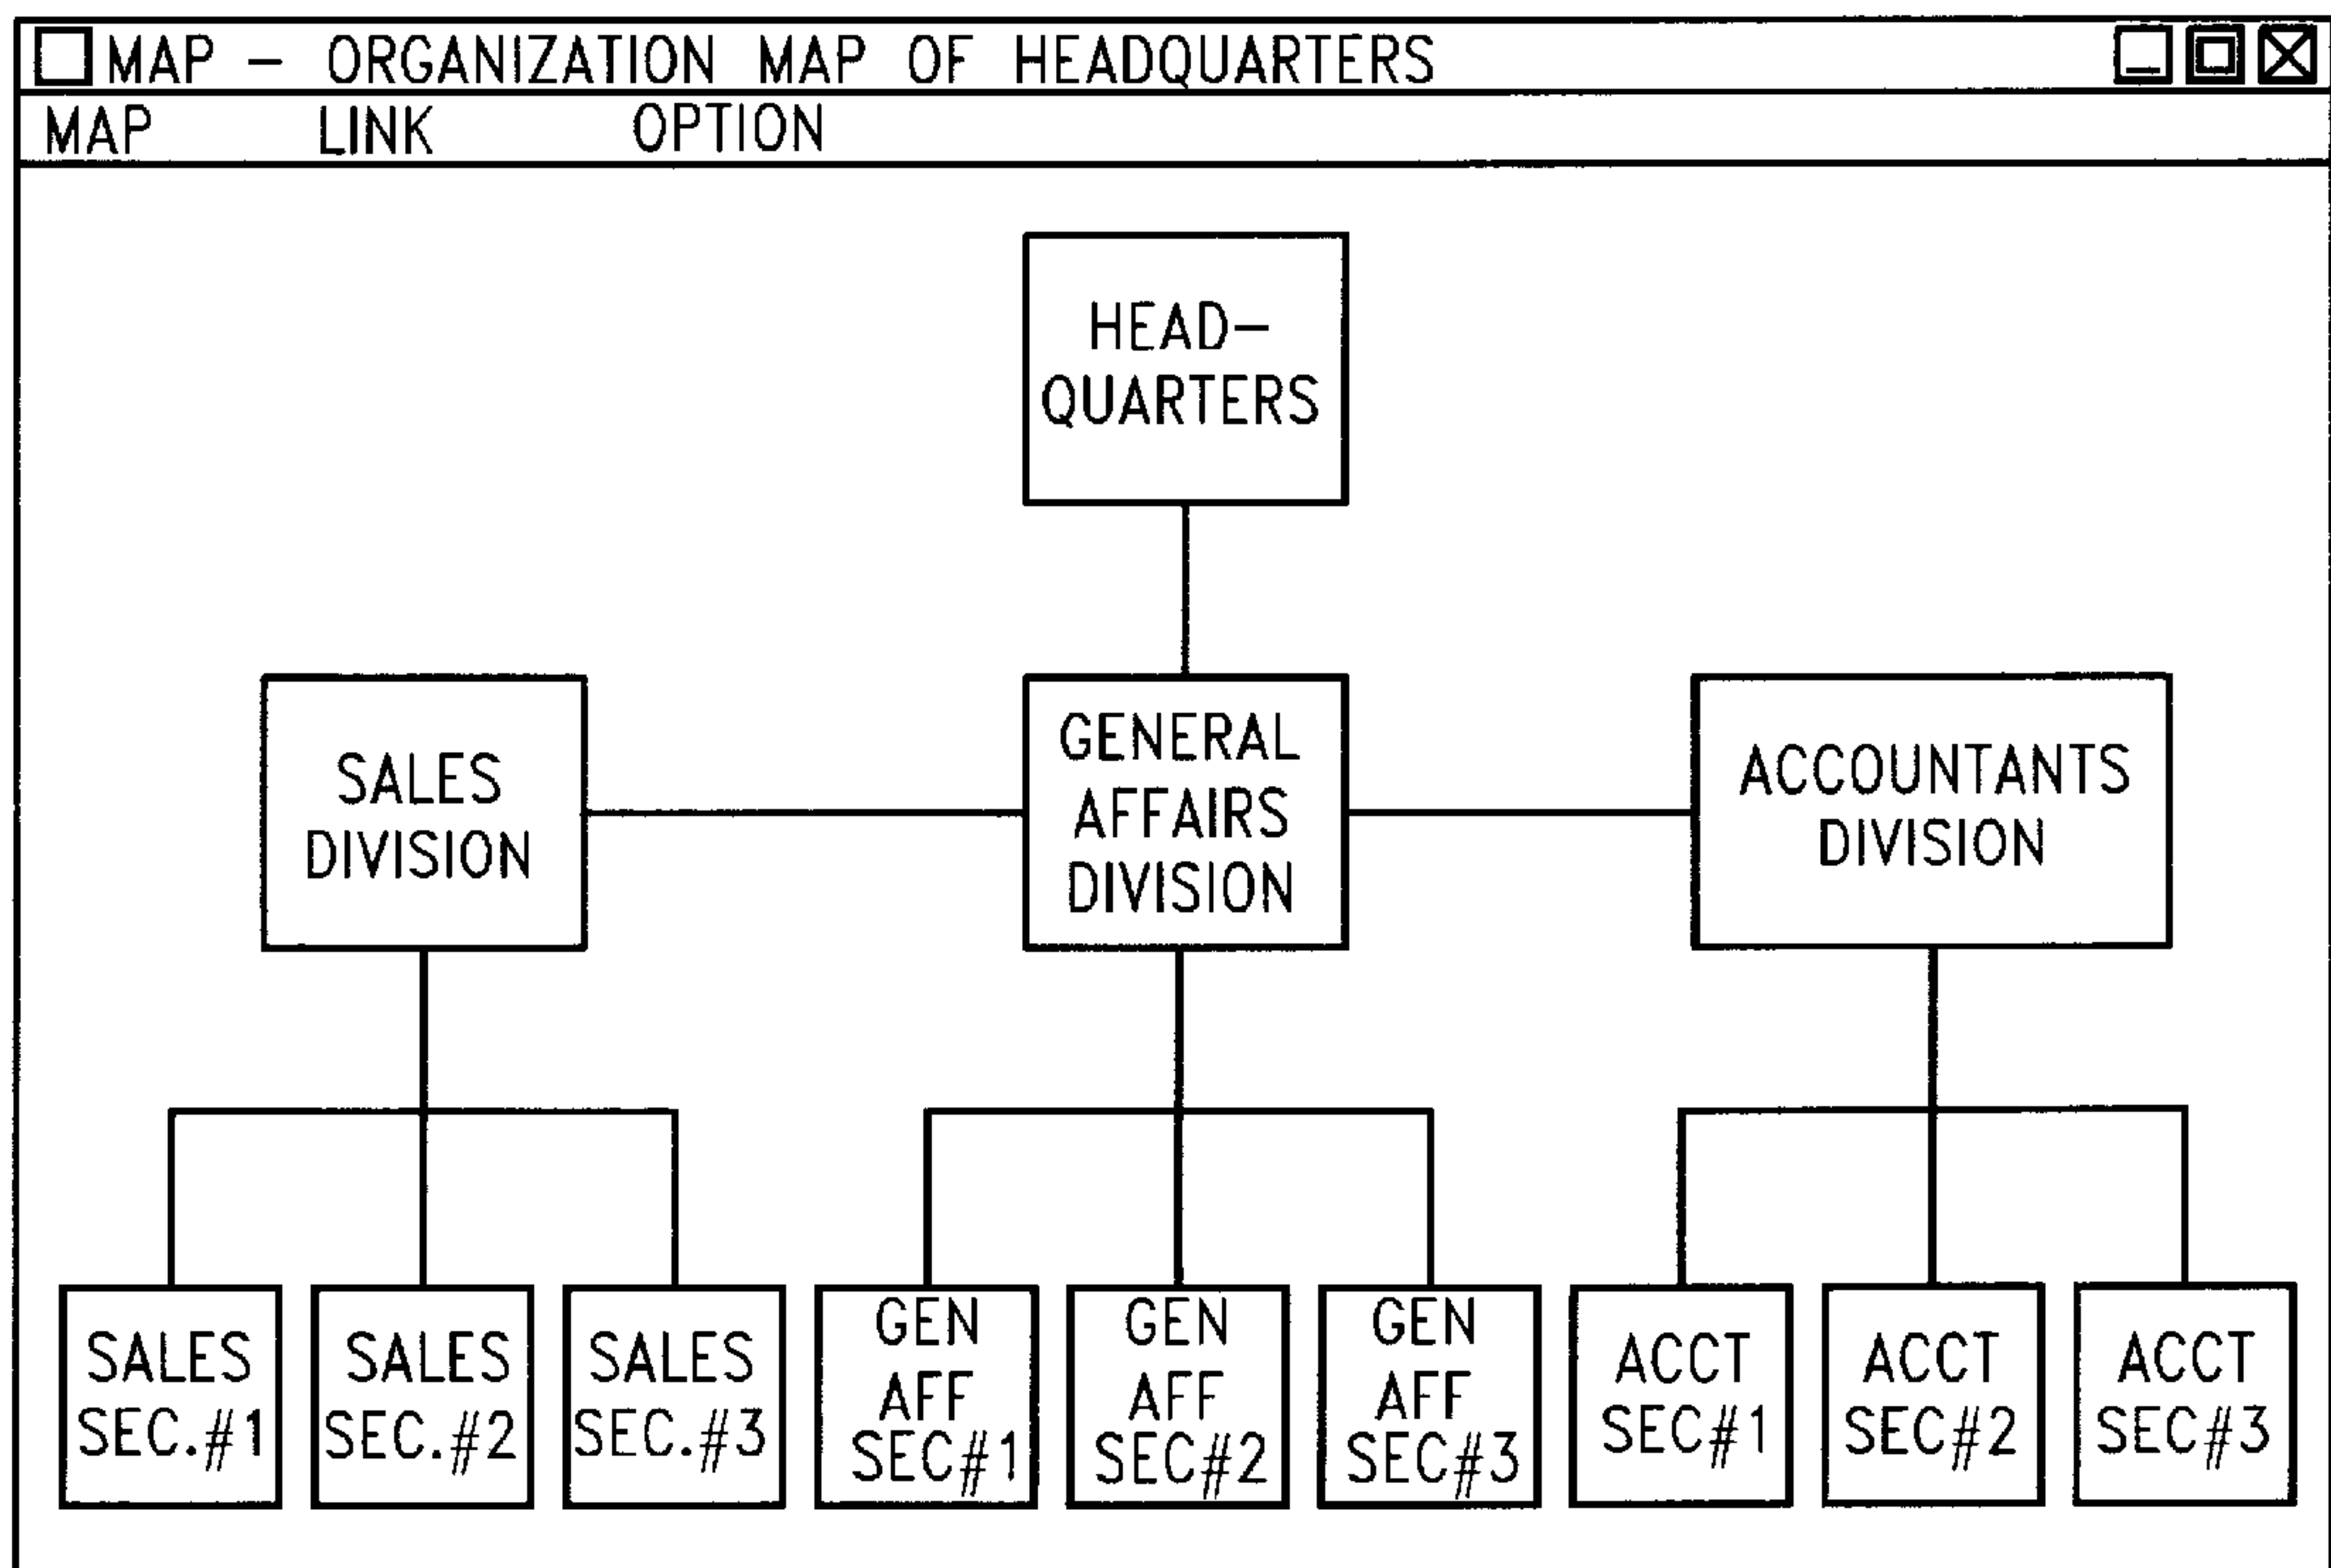 MAP – ORGANIZATION MAP OF HEADQUARTERS
MAP LINK OPTION
HEAD–
QUARTERS
SALES
DIVISION
GENERAL
AFFAIRS
DIVISION
ACCOUNTANTS
DIVISION
SALES
SEC.#1
SALES
SEC.#2
SALES
SEC.#3
GEN
AFF
SEC#1
GEN
AFF
SEC#2
GEN
AFF
SEC#3
ACCT
SEC#1
ACCT
SEC#2
ACCT
SEC#3